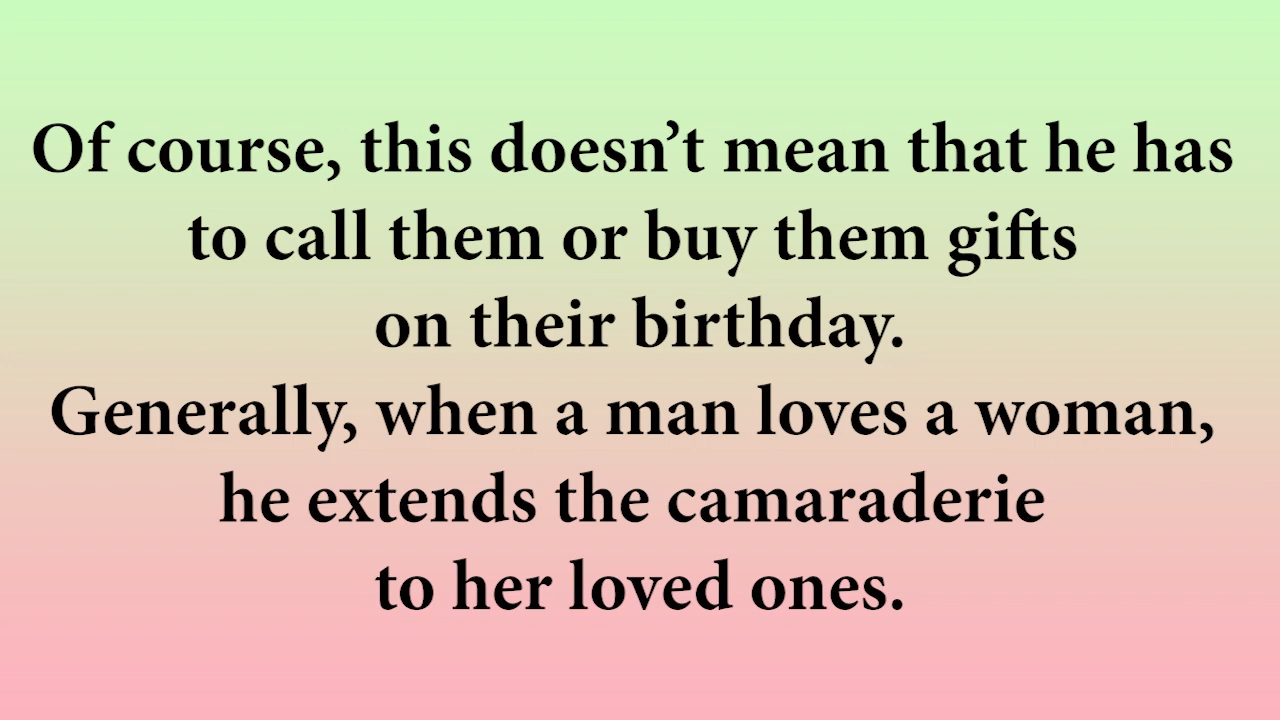 Of course, this doesn’t mean that he has
to call them or buy them gifts
on their birthday.
Generally, when a man loves a woman,
he extends the camaraderie
to her loved ones.